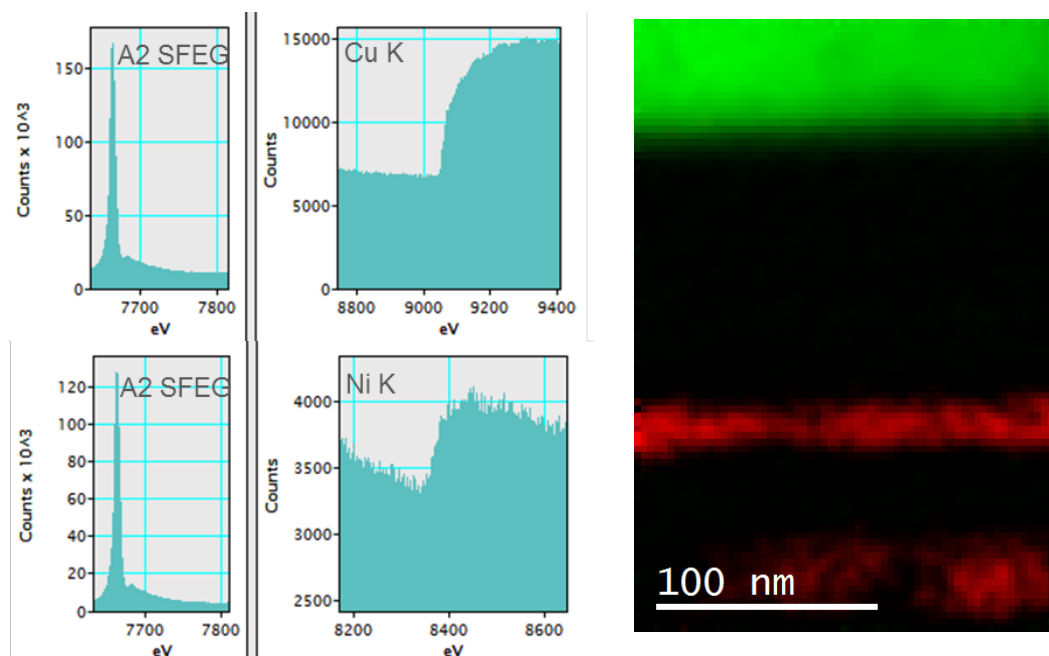 A2 SFEG
Counts x 10^3
150
100
50
0
7700 7800
eV
Cu K
Counts
15000
10000
5000
0
8800 9000 9200 9400
eV
A2 SFEG
Counts x 10^3
120
100
80
60
40
20
0
7700 7800
eV
Ni K
Counts
4000
3500
3000
2500
8200 8400 8600
eV
100 nm